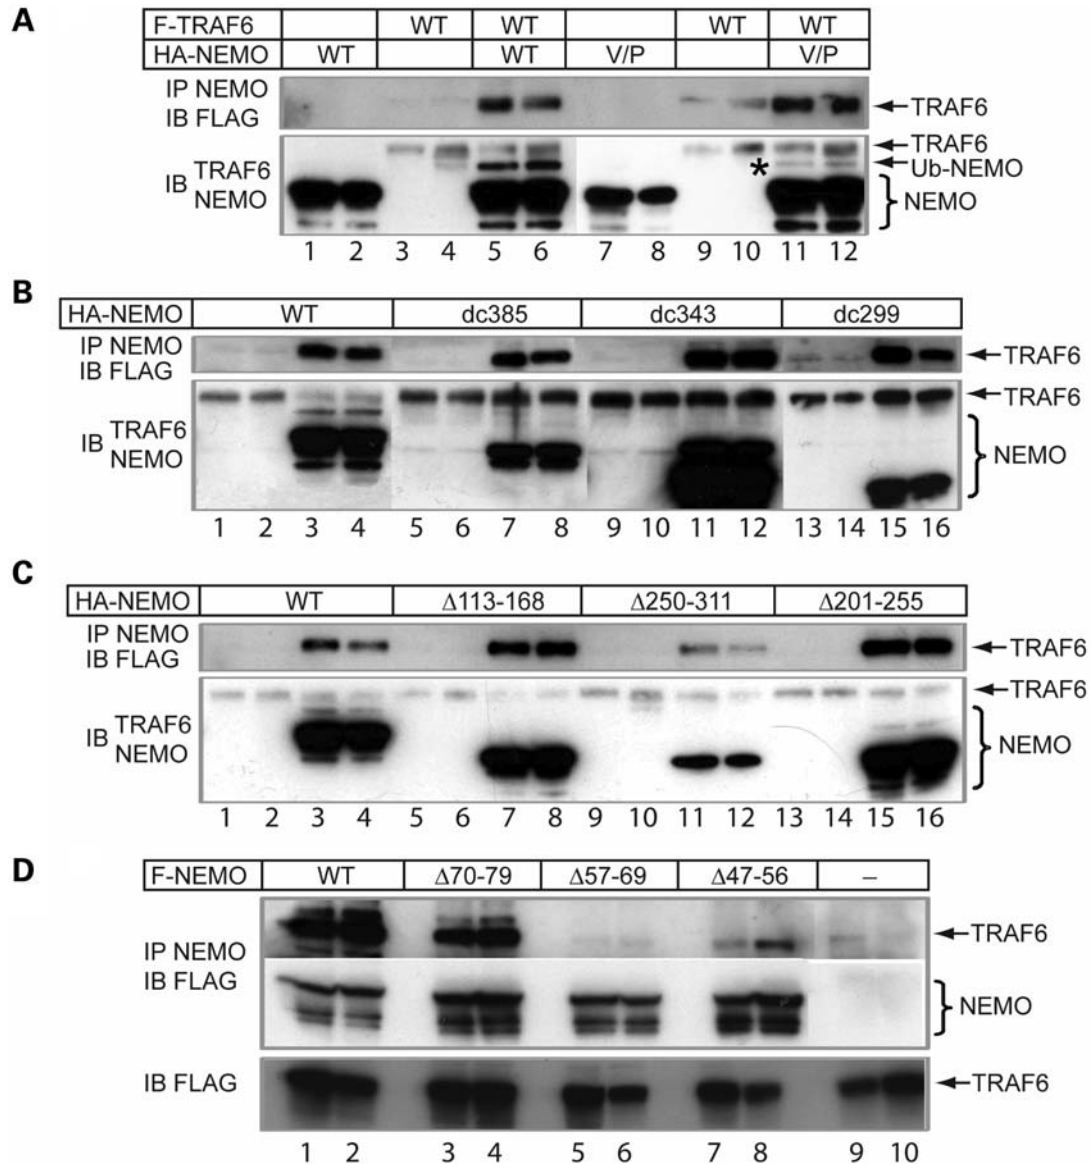 A
F-TRAF6 WT WT WT WT
HA-NEMO WT WT V/P V/P
IP NEMO
IB FLAG
TRAF6
IB TRAF6
NEMO
TRAF6
Ub-NEMO
NEMO
*
1 2 3 4 5 6 7 8 9 10 11 12
B
HA-NEMO WT dc385 dc343 dc299
IP NEMO
IB FLAG
TRAF6
IB TRAF6
NEMO
TRAF6
NEMO
1 2 3 4 5 6 7 8 9 10 11 12 13 14 15 16
C
HA-NEMO WT Δ113-168 Δ250-311 Δ201-255
IP NEMO
IB FLAG
TRAF6
IB TRAF6
NEMO
TRAF6
NEMO
1 2 3 4 5 6 7 8 9 10 11 12 13 14 15 16
D
F-NEMO WT Δ70-79 Δ57-69 Δ47-56 –
IP NEMO
IB FLAG
TRAF6
NEMO
IB FLAG
TRAF6
1 2 3 4 5 6 7 8 9 10